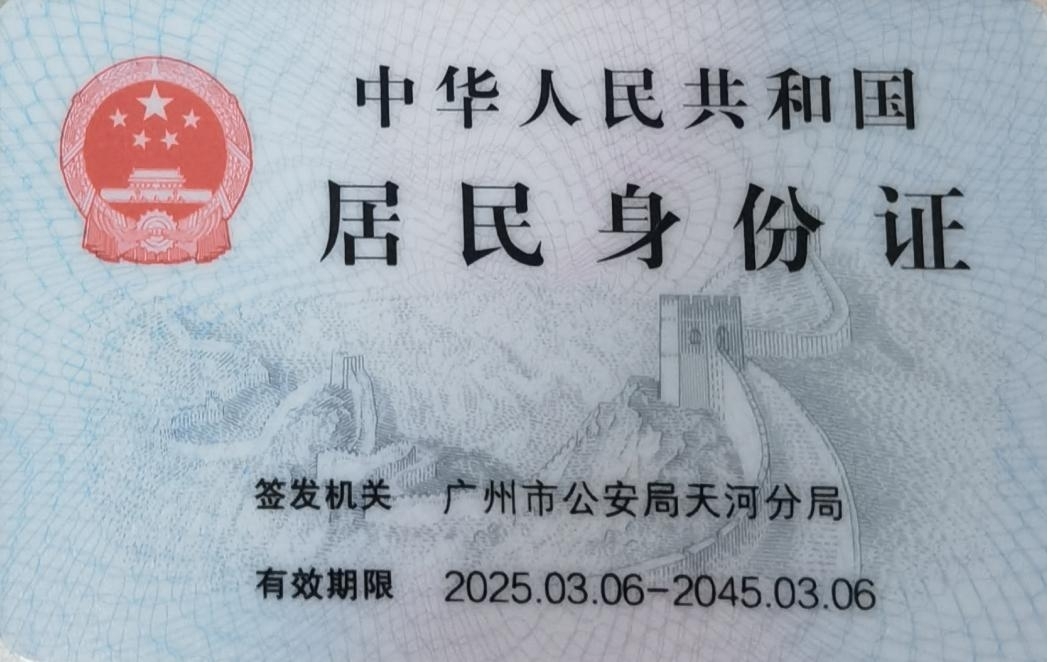 中华人民共和国
居民身份证
签发机关 广州市公安局天河分局
有效期限 2025.03.06-2045.03.06